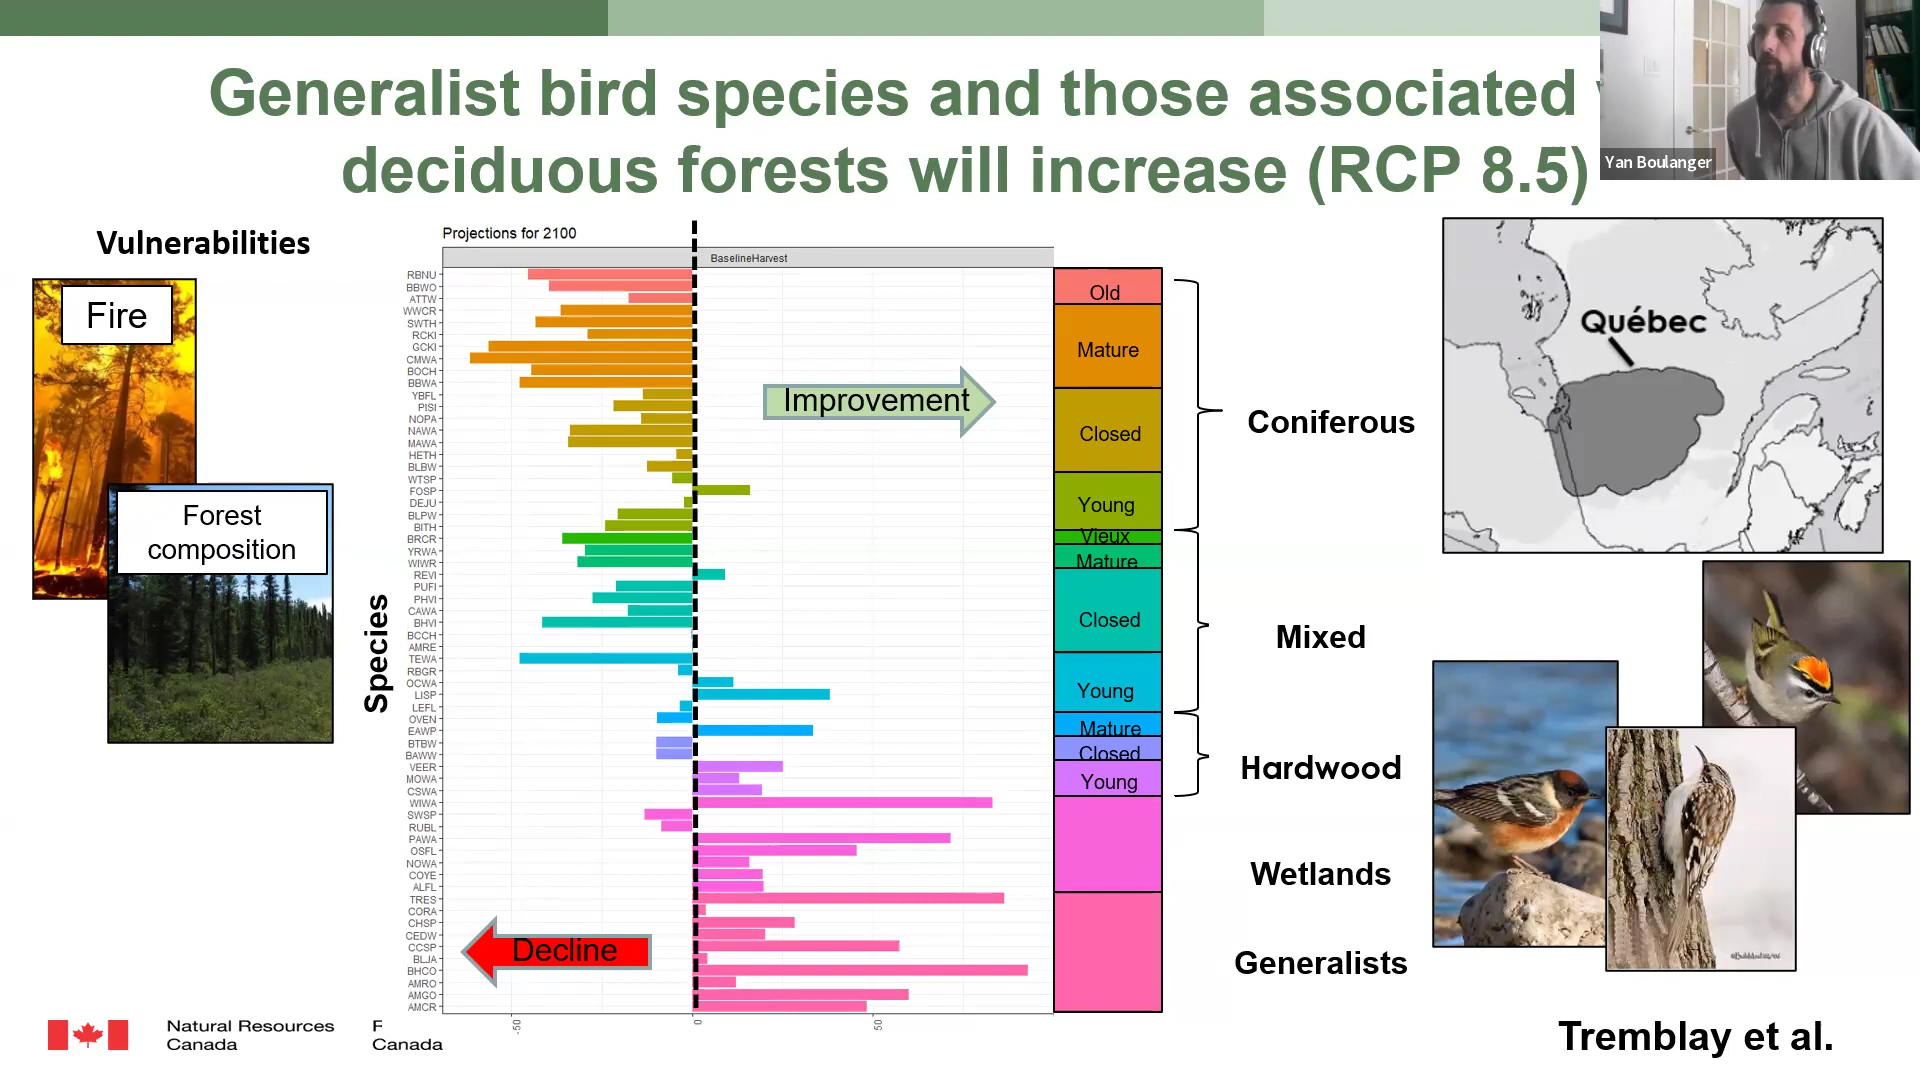 Generalist bird species and those associated
deciduous forests will increase (RCP 8.5)
Yan Boulanger
Vulnerabilities
Fire
Forest
composition
Projections for 2100
BaselineHarvest
Species
RBNU
BBWO
ATTW
WWCR
SWTH
RCKI
GCKI
CMWA
BOCH
BBWA
YBFL
PISI
NOPA
NAWA
MAWA
HETH
BLBW
WTSP
FOSP
DEJU
BLPW
BITH
BRCR
YRWA
WIWR
REVI
PUFI
PHVI
CAWA
BHVI
BCCH
AMRE
TEWA
RBGR
OCWA
LISP
LEFL
OVEN
EAWP
BTBW
BAWW
VEER
MOWA
CSWA
WIWA
SWSP
RUBL
PAWA
OSFL
NOWA
COYE
ALFL
TRES
CORA
CHSP
CEDW
CCSP
BLJA
BHCO
AMRO
AMGO
AMCR
-50
0
50
Improvement
Decline
Old
Mature
Closed
Young
Vieux
Mature
Closed
Young
Mature
Closed
Young
Coniferous
Mixed
Hardwood
Wetlands
Generalists
Québec
Tremblay et al.
Natural Resources
Canada
F
Canada